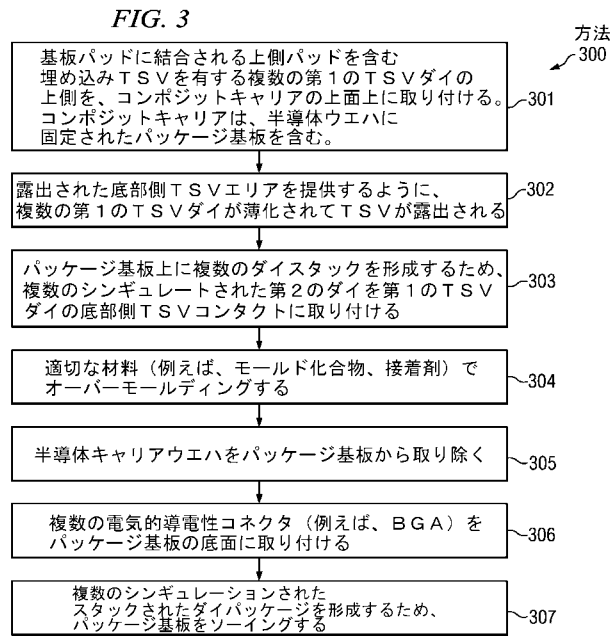 FIG. 3
方法
300
基板パッドに結合される上側パッドを含む
埋め込みTSVを有する複数の第1のTSVダイの
上側を、コンポジットキャリアの上面上に取り付ける。
コンポジットキャリアは、半導体ウエハに
固定されたパッケージ基板を含む。
301
露出された底部側TSVエリアを提供するように、
複数の第1のTSVダイが薄化されてTSVが露出される
302
パッケージ基板上に複数のダイスタックを形成するため、
複数のシンギュレートされた第2のダイを第1のTSV
ダイの底部側TSVコンタクトに取り付ける
303
適切な材料(例えば、モールド化合物、接着剤)で
オーバーモールディングする
304
半導体キャリアウエハをパッケージ基板から取り除く
305
複数の電気的導電性コネクタ(例えば、BGA)を
パッケージ基板の底面に取り付ける
306
複数のシンギュレーションされた
スタックされたダイパッケージを形成するため、
パッケージ基板をソーイングする
307